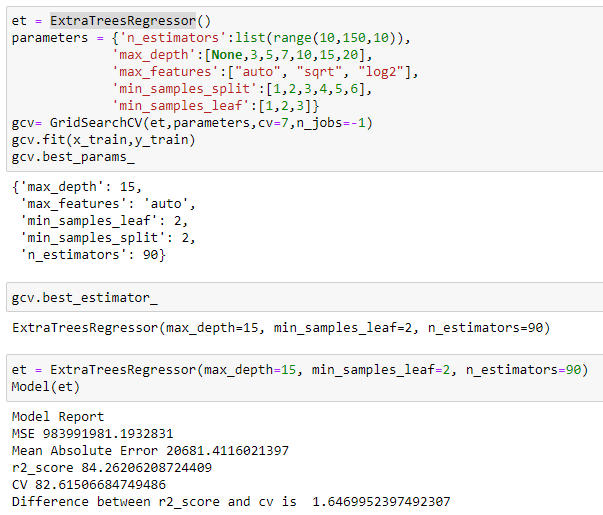 et = ExtraTreesRegressor()
parameters = {'n_estimators':list(range(10,150,10)),
'max_depth':[None,3,5,7,10,15,20],
'max_features':["auto", "sqrt", "log2"],
'min_samples_split':[1,2,3,4,5,6],
'min_samples_leaf':[1,2,3]}
gcv= GridSearchCV(et,parameters,cv=7,n_jobs=-1)
gcv.fit(x_train,y_train)
gcv.best_params_
{'max_depth': 15,
'max_features': 'auto',
'min_samples_leaf': 2,
'min_samples_split': 2,
'n_estimators': 90}
gcv.best_estimator_
ExtraTreesRegressor(max_depth=15, min_samples_leaf=2, n_estimators=90)
et = ExtraTreesRegressor(max_depth=15, min_samples_leaf=2, n_estimators=90)
Model(et)
Model Report
MSE 983991981.1932831
Mean Absolute Error 20681.4116021397
r2_score 84.26206208724409
CV 82.61506684749486
Difference between r2_score and cv is  1.6469952397492307